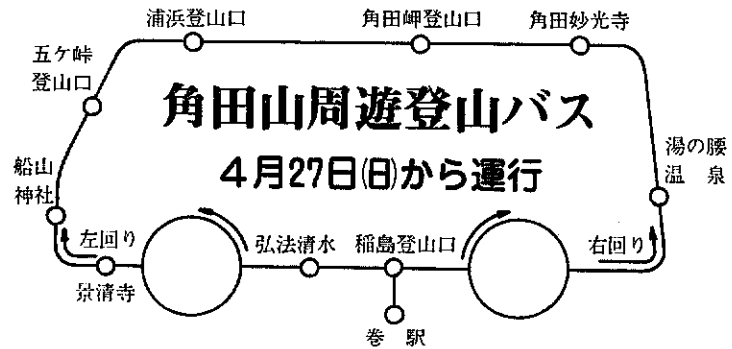 浦浜登山口
角田岬登山口
角田妙光寺
五ケ峠
登山口
角田山周遊登山バス
4月27日(日)から運行
湯の腰
温泉
船山
神社
左回り
弘法清水
稲島登山口
右回り
景清寺
巻駅